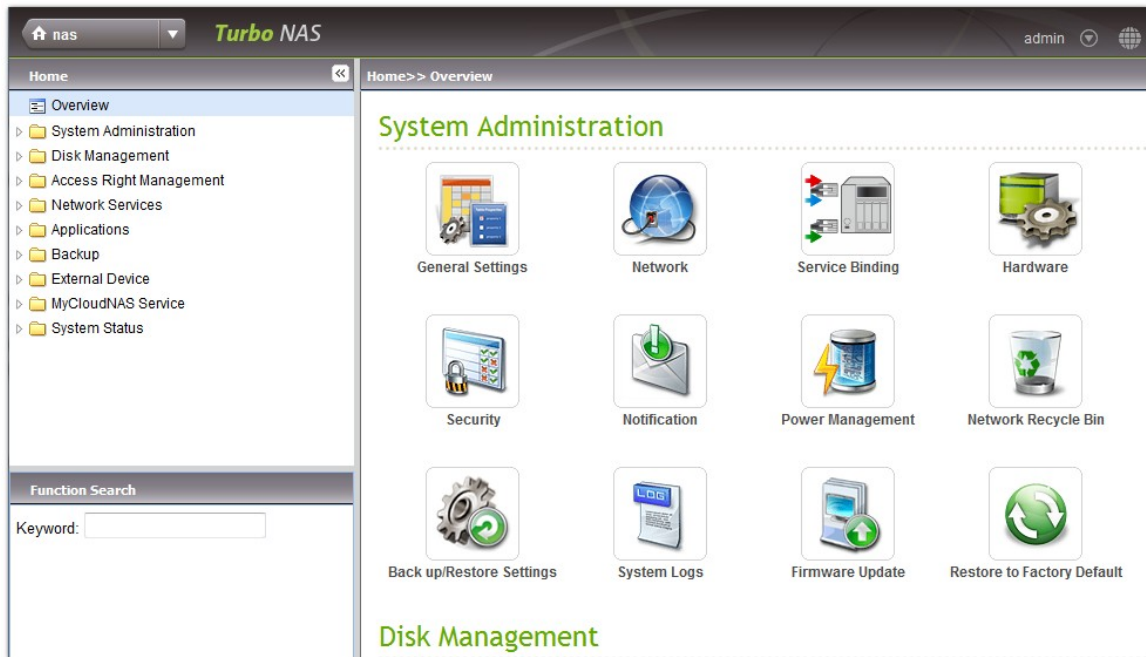 nas
Turbo NAS
admin
Home
Home>> Overview
Overview
System Administration
Disk Management
Access Right Management
Network Services
Applications
Backup
External Device
MyCloudNAS Service
System Status
Function Search
Keyword:
System Administration
General Settings
Network
Service Binding
Hardware
Security
Notification
Power Management
Network Recycle Bin
Back up/Restore Settings
LOG
System Logs
Firmware Update
Restore to Factory Default
Disk Management